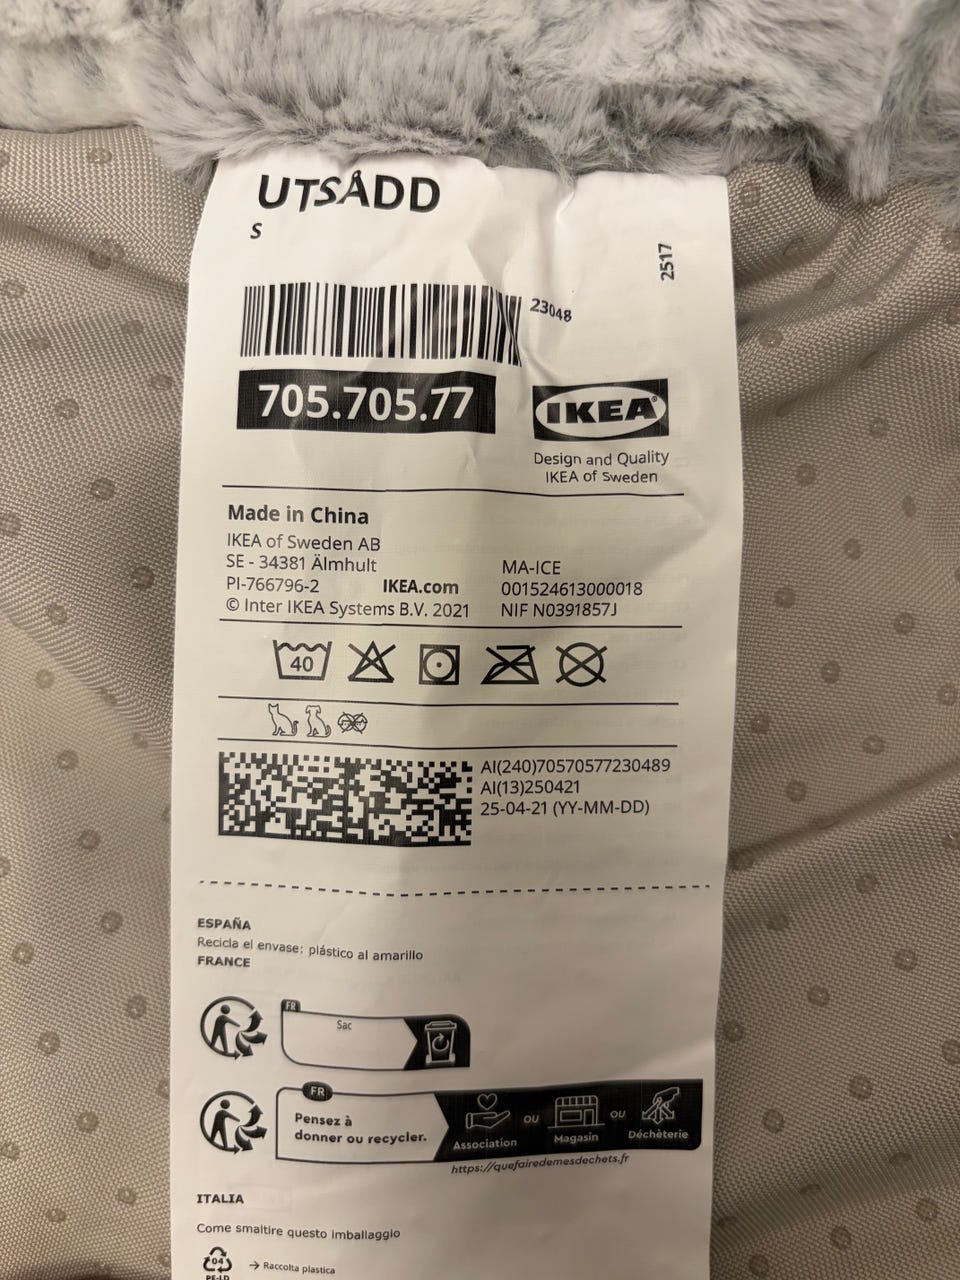 UTSÅDD
S
2517
23048
705.705.77
IKEA®
Design and Quality
IKEA of Sweden
Made in China
IKEA of Sweden AB
SE - 34381 Älmhult
PI-766796-2 IKEA.com
© Inter IKEA Systems B.V. 2021
MA-ICE
001524613000018
NIF N0391857J
40
AI(240)70570577230489
AI(13)250421
25-04-21 (YY-MM-DD)
ESPAÑA
Recicla el envase: plástico al amarillo
FRANCE
FR
Sac
FR
Pensez à
donner ou recycler.
Association OU Magasin OU Déchèterie
https://quefairedemesdechets.fr
ITALIA
Come smaltire questo imballaggio
04
PE-LD
→ Raccolta plastica